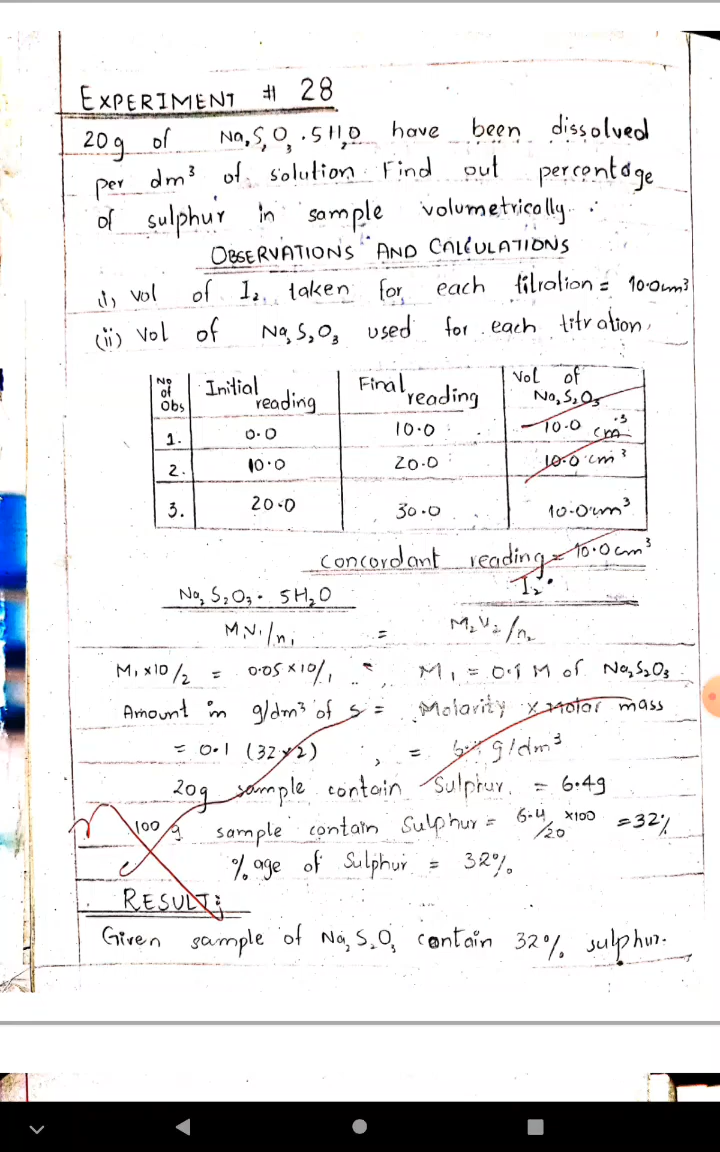 EXPERIMENT # 28
20g of Na₂S₂O₃.5H₂O have been dissolved
per dm³ of solution. Find out percentage
of sulphur in sample volumetrically.
OBSERVATIONS AND CALCULATIONS
(i) Vol of I₂ taken for each titration = 10.0cm³
(ii) Vol of Na₂S₂O₃ used for each titration.
No of Obs | Initial reading | Final reading | Vol of Na₂S₂O₃
1. | 0.0 | 10.0 | 10.0 cm³
2. | 10.0 | 20.0 | 10.0 cm³
3. | 20.0 | 30.0 | 10.0 cm³
Concordant reading = 10.0cm³
Na₂S₂O₃. 5H₂O I₂
M₁V₁/n₁ = M₂V₂/n₂
M₁×10/2 = 0.05×10/1 M₁ = 0.1 M of Na₂S₂O₃
Amount in g/dm³ of s = Molarity × Molar mass
= 0.1 (32×2) , = g/dm³
20g sample contain Sulphur. = 6.4g
100 g sample contain Sulphur = 6.4/20 ×100 = 32%
% age of Sulphur = 32%.
RESULT;
Given sample of Na₂S₂O₃ contain 32% sulphur.